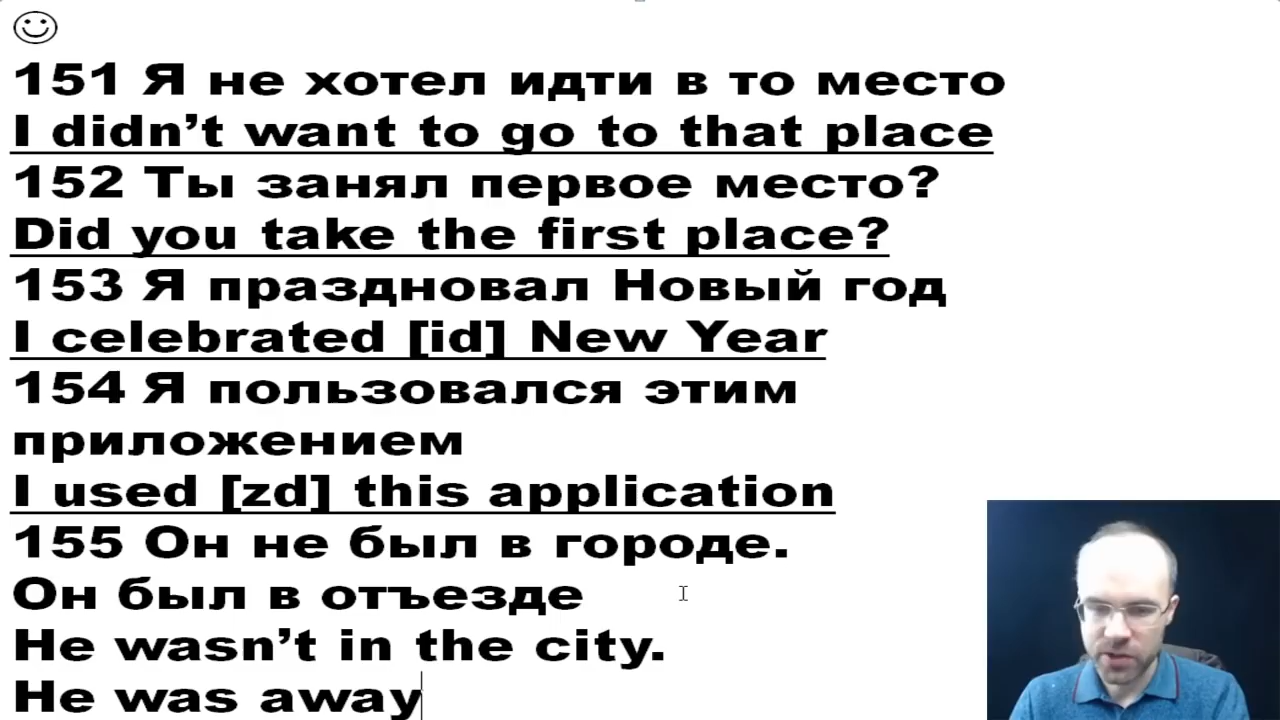 151 Я не хотел идти в то место
I didn’t want to go to that place
152 Ты занял первое место?
Did you take the first place?
153 Я праздновал Новый год
I celebrated [id] New Year
154 Я пользовался этим
приложением
I used [zd] this application
155 Он не был в городе.
Он был в отъезде
He wasn’t in the city.
He was away